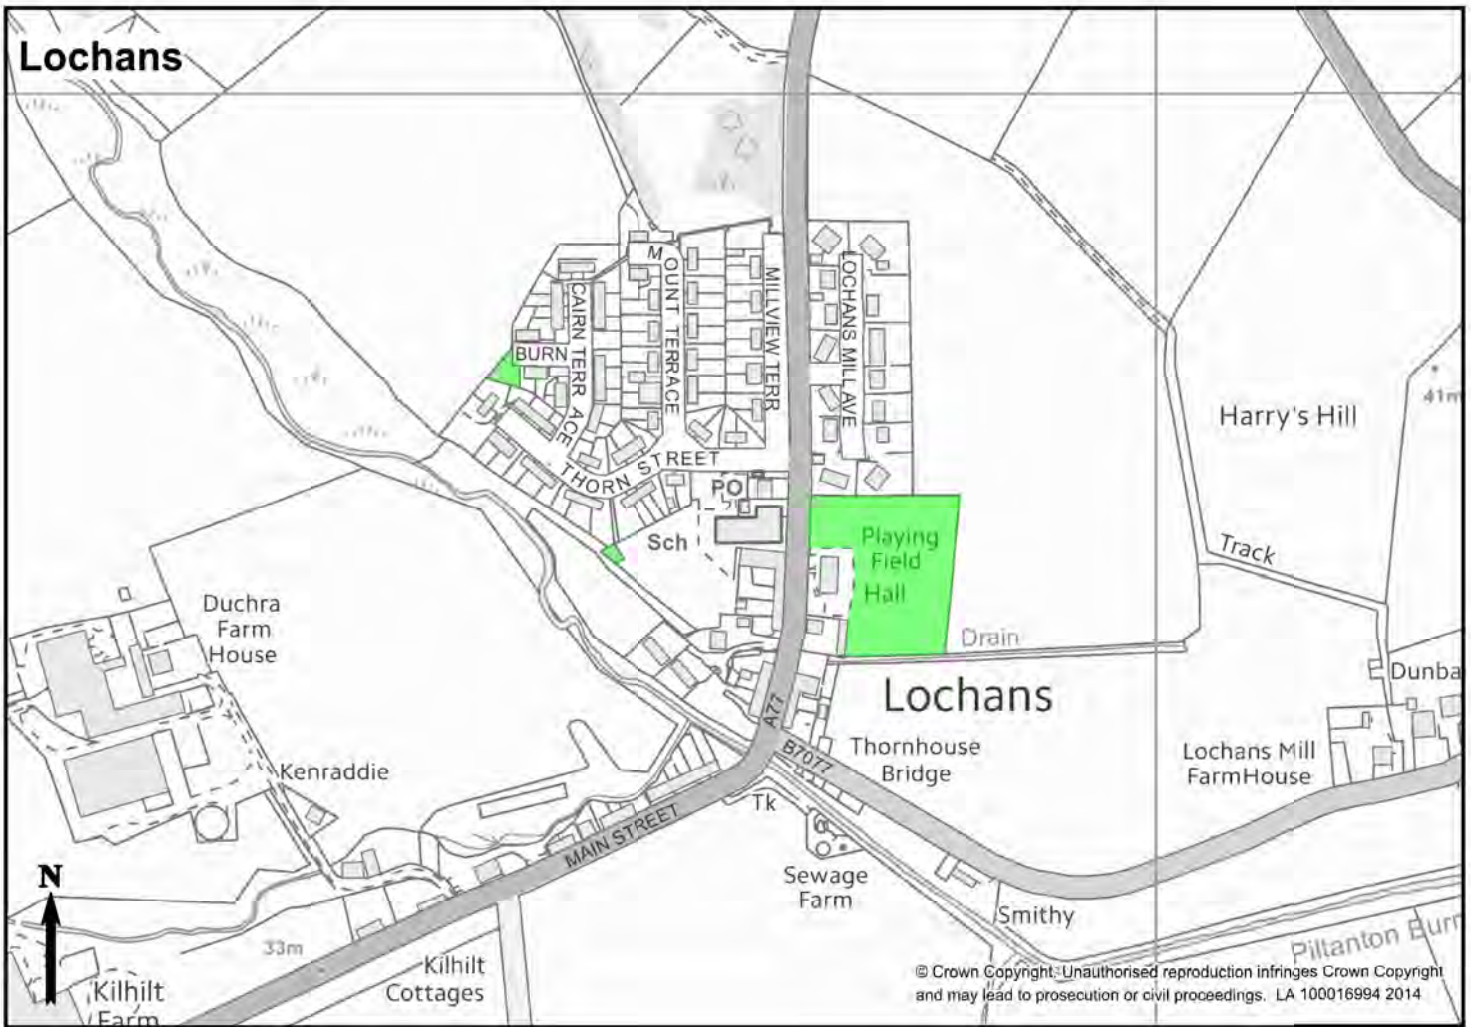 Lochans
MOUNT TERRACE
CAIRN TERRACE
MILLVIEW TERR
LOCHANS MILL AVE
BURN
THORN STREET
PO
Sch
Playing
Field
Hall
Harry's Hill
41m
Track
Drain
Duchra
Farm
House
Lochans
Dunba
A77
B7077
Thornhouse
Bridge
Lochans Mill
FarmHouse
Kenraddie
Tk
MAIN STREET
Sewage
Farm
N
Smithy
33m
Kilhilt
Cottages
Piltanton Burn
Kilhilt
Farm
© Crown Copyright. Unauthorised reproduction infringes Crown Copyright
and may lead to prosecution or civil proceedings. LA 100016994 2014